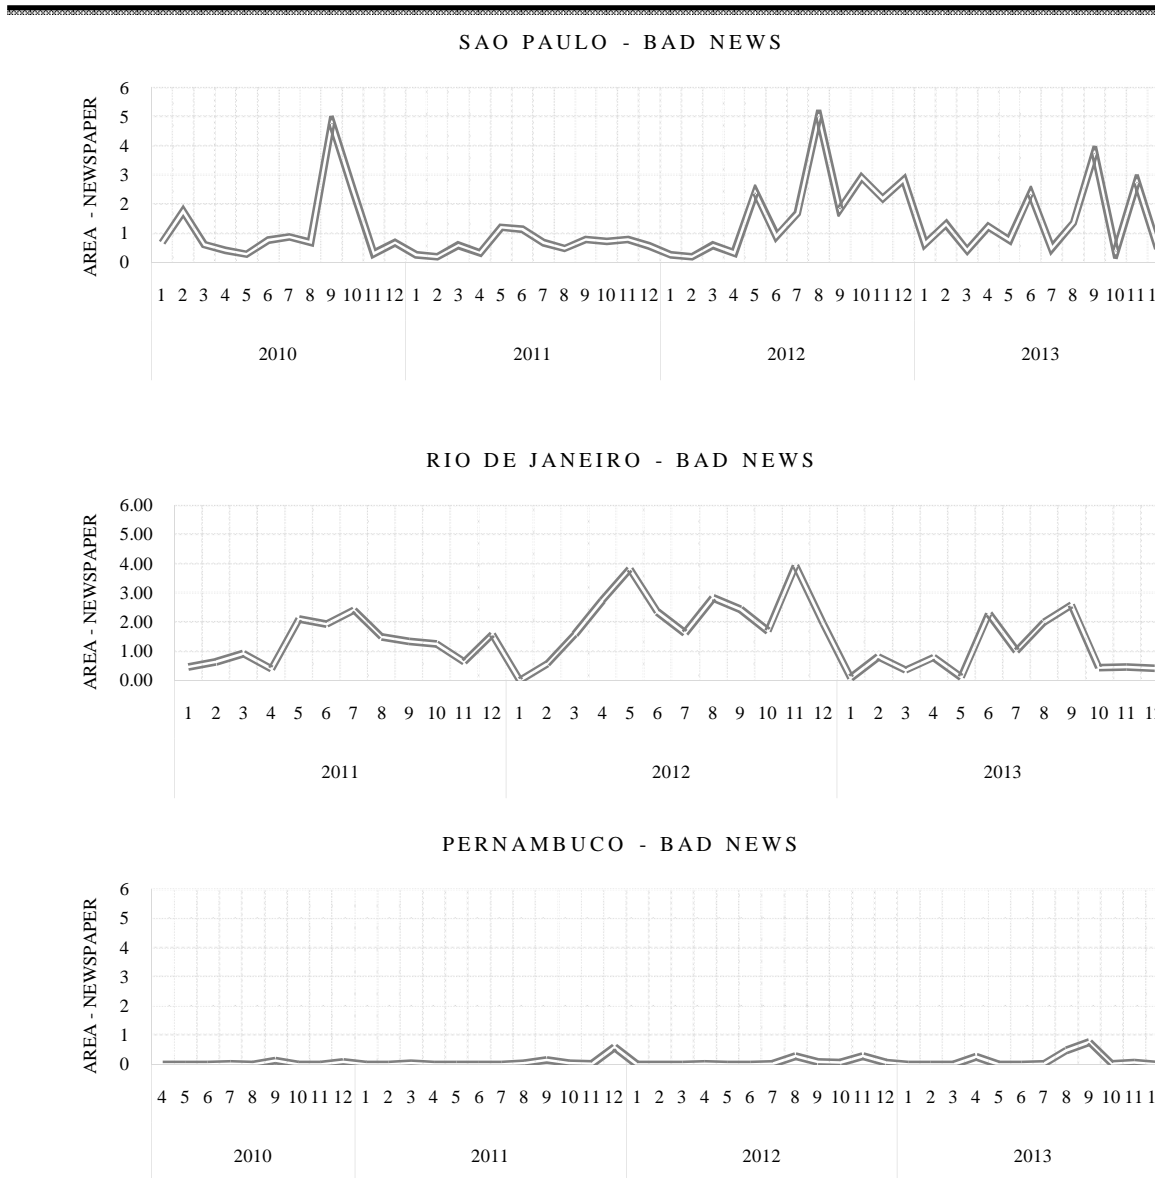 SAO PAULO - BAD NEWS
AREA - NEWSPAPER
6
5
4
3
2
1
0
1 2 3 4 5 6 7 8 9 10 11 12 1 2 3 4 5 6 7 8 9 10 11 12 1 2 3 4 5 6 7 8 9 10 11 12 1 2 3 4 5 6 7 8 9 10 11 1
2010 2011 2012 2013
RIO DE JANEIRO - BAD NEWS
AREA - NEWSPAPER
6.00
5.00
4.00
3.00
2.00
1.00
0.00
1 2 3 4 5 6 7 8 9 10 11 12 1 2 3 4 5 6 7 8 9 10 11 12 1 2 3 4 5 6 7 8 9 10 11 1
2011 2012 2013
PERNAMBUCO - BAD NEWS
AREA - NEWSPAPER
6
5
4
3
2
1
0
4 5 6 7 8 9 10 11 12 1 2 3 4 5 6 7 8 9 10 11 12 1 2 3 4 5 6 7 8 9 10 11 12 1 2 3 4 5 6 7 8 9 10 11 1
2010 2011 2012 2013